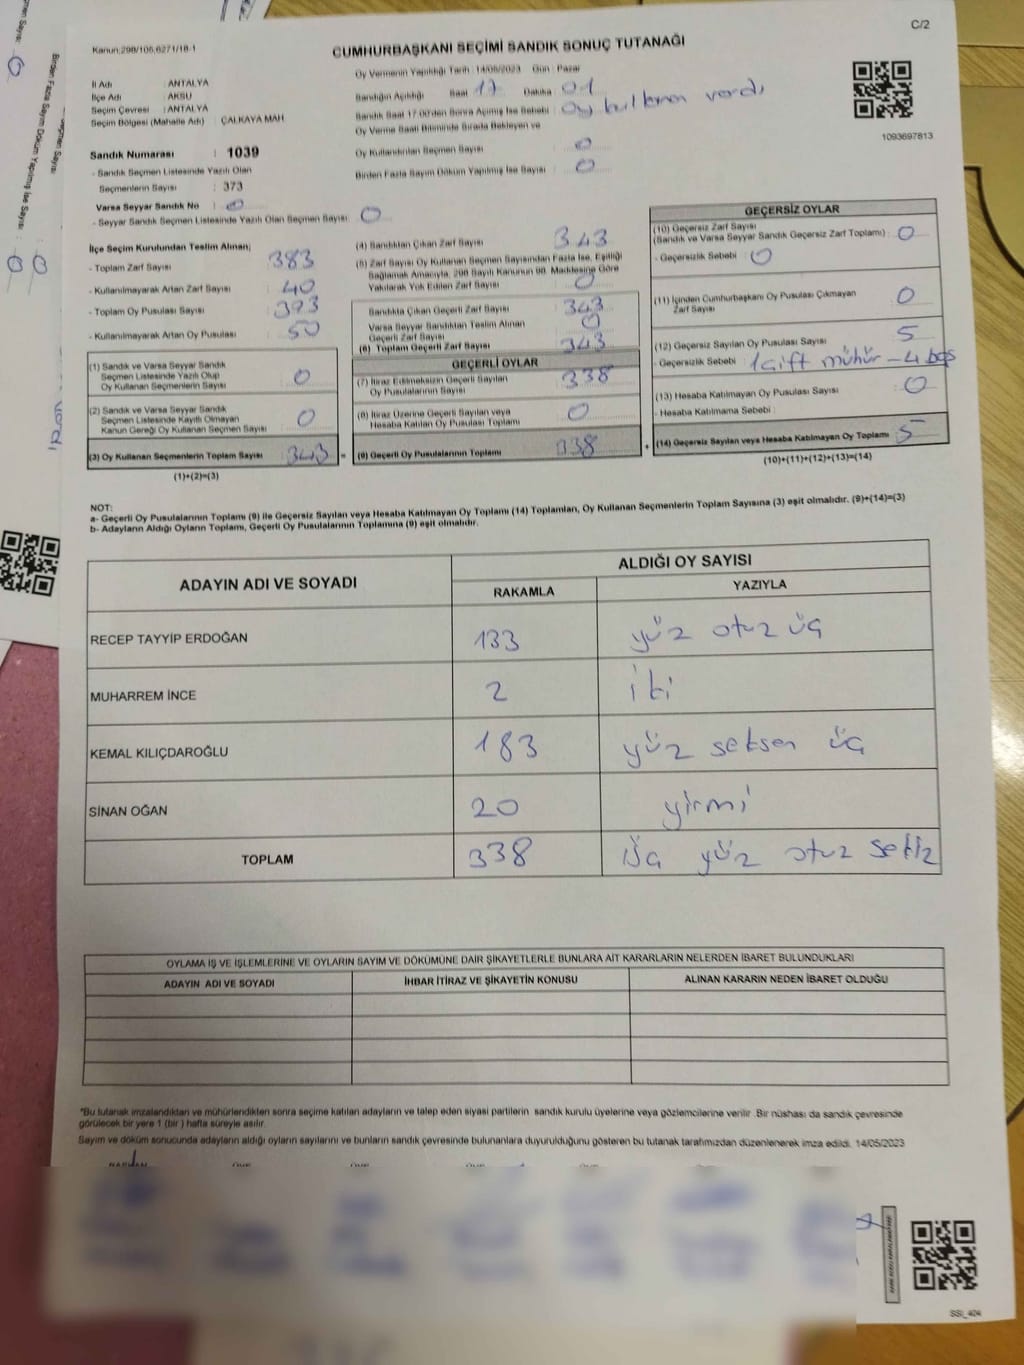 C/2
Kanun:298/105,6271/18-1
CUMHURBAŞKANI SEÇİMİ SANDIK SONUÇ TUTANAĞI
İl Adı : ANTALYA
İlçe Adı : AKSU
Seçim Çevresi : ANTALYA
Seçim Bölgesi (Mahalle Adı) : ÇALKAYA MAH
Oy Vermenin Yapıldığı Tarih : 14/05/2023 Gün : Pazar
Sandığın Açıldığı Saat 17 Dakika 01
Sandık Saat 17:00'den Sonra Açılmış İse Sebebi : oy kullanan vardı
Oy Verme Saati Bitiminde Sırada Bekleyen ve
Oy Kullandırılan Seçmen Sayısı : 0
Birden Fazla Sayım Döküm Yapılmış İse Sayısı : 0
1093697813
Sandık Numarası : 1039
- Sandık Seçmen Listesinde Yazılı Olan
Seçmenlerin Sayısı : 373
Varsa Seyyar Sandık No : 0
- Seyyar Sandık Seçmen Listesinde Yazılı Olan Seçmen Sayısı : 0
İlçe Seçim Kurulundan Teslim Alınan;
- Toplam Zarf Sayısı : 383
- Kullanılmayarak Artan Zarf Sayısı : 40
- Toplam Oy Pusulası Sayısı : 393
- Kullanılmayarak Artan Oy Pusulası : 50
(1) Sandık ve Varsa Seyyar Sandık
Seçmen Listesinde Yazılı Olup
Oy Kullanan Seçmenlerin Sayısı : 0
(2) Sandık ve Varsa Seyyar Sandık
Seçmen Listesinde Kayıtlı Olmayan
Kanun Gereği Oy Kullanan Seçmen Sayısı : 0
(3) Oy Kullanan Seçmenlerin Toplam Sayısı : 343 =
(1)+(2)=(3)
(4) Sandıktan Çıkan Zarf Sayısı : 343
(5) Zarf Sayısı Oy Kullanan Seçmen Sayısından Fazla İse, Eşitliği
Sağlamak Amacıyla, 298 Sayılı Kanunun 98. Maddesine Göre
Yakılarak Yok Edilen Zarf Sayısı : 0
Sandıkta Çıkan Geçerli Zarf Sayısı : 343
Varsa Seyyar Sandıktan Teslim Alınan
Geçerli Zarf Sayısı : 0
(6) Toplam Geçerli Zarf Sayısı : 343
GEÇERLİ OYLAR
(7) İtiraz Edilmeksizin Geçerli Sayılan
Oy Pusulalarının Sayısı : 338
(8) İtiraz Üzerine Geçerli Sayılan veya
Hesaba Katılan Oy Pusulası Toplamı : 0
(9) Geçerli Oy Pusulalarının Toplamı : 338 +
GEÇERSİZ OYLAR
(10) Geçersiz Zarf Sayısı
(Sandık ve Varsa Seyyar Sandık Geçersiz Zarf Toplamı) : 0
- Geçersizlik Sebebi : 0
(11) İçinden Cumhurbaşkanı Oy Pusulası Çıkmayan
Zarf Sayısı : 0
(12) Geçersiz Sayılan Oy Pusulası Sayısı : 5
- Geçersizlik Sebebi : 1 çift mühür - 4 boş
(13) Hesaba Katılmayan Oy Pusulası Sayısı : 0
- Hesaba Katılmama Sebebi :
(14) Geçersiz Sayılan veya Hesaba Katılmayan Oy Toplamı : 5
(10)+(11)+(12)+(13)=(14)
NOT:
a- Geçerli Oy Pusulalarının Toplamı (9) ile Geçersiz Sayılan veya Hesaba Katılmayan Oy Toplamı (14) Toplamları, Oy Kullanan Seçmenlerin Toplam Sayısına (3) eşit olmalıdır. (9)+(14)=(3)
b- Adayların Aldığı Oyların Toplamı, Geçerli Oy Pusulalarının Toplamına (9) eşit olmalıdır.
ADAYIN ADI VE SOYADI ALDIĞI OY SAYISI
RAKAMLA YAZIYLA
RECEP TAYYİP ERDOĞAN 133 yüz otuz üç
MUHARREM İNCE 2 iki
KEMAL KILIÇDAROĞLU 183 yüz seksen üç
SİNAN OĞAN 20 yirmi
TOPLAM 338 üç yüz otuz sekiz
OYLAMA İŞ VE İŞLEMLERİNE VE OYLARIN SAYIM VE DÖKÜMÜNE DAİR ŞİKAYETLERLE BUNLARA AİT KARARLARIN NELERDEN İBARET BULUNDUKLARI
ADAYIN ADI VE SOYADI İHBAR İTİRAZ VE ŞİKAYETİN KONUSU ALINAN KARARIN NEDEN İBARET OLDUĞU
*Bu tutanak imzalandıktan ve mühürlendikten sonra seçime katılan adayların ve talep eden siyasi partilerin sandık kurulu üyelerine veya gözlemcilerine verilir. Bir nüshası da sandık çevresinde
görülecek bir yere 1 (bir) hafta süreyle asılır.
Sayım ve döküm sonucunda adayların aldığı oyların sayılarını ve bunların sandık çevresinde bulunanlara duyurulduğunu gösteren bu tutanak tarafımızdan düzenlenerek imza edildi. 14/05/2023
SSI_404